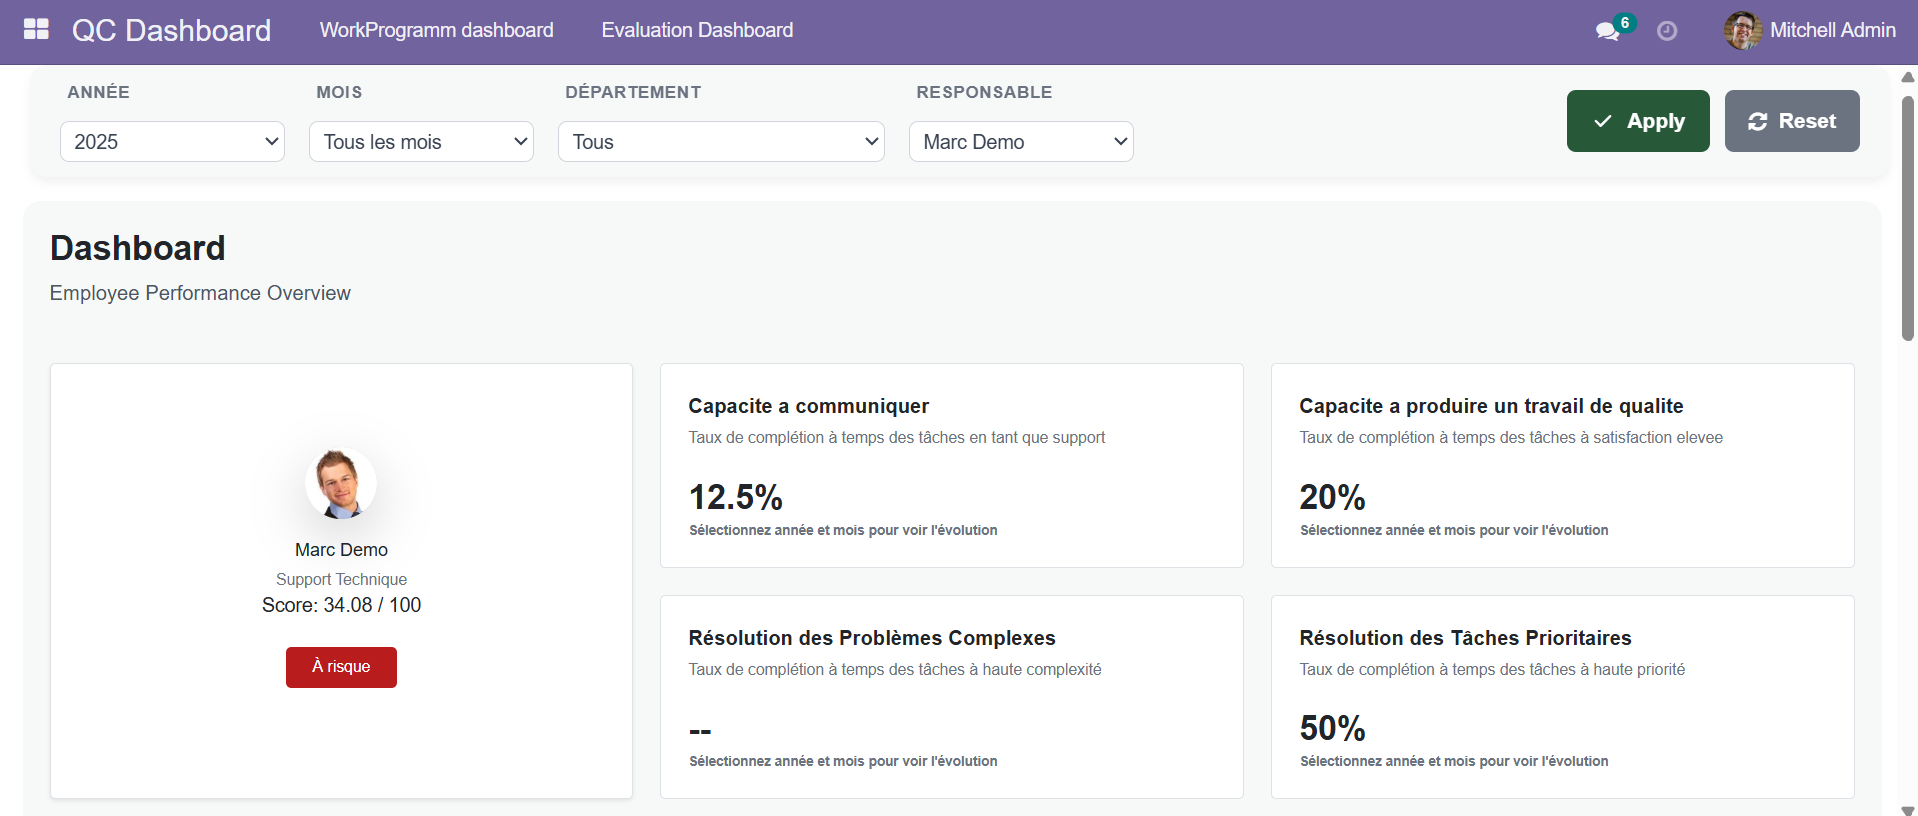 QC Dashboard
WorkProgramm dashboard
Evaluation Dashboard
6
Mitchell Admin
ANNÉE
MOIS
DÉPARTEMENT
RESPONSABLE
2025
Tous les mois
Tous
Marc Demo
Apply
Reset
Dashboard
Employee Performance Overview
Marc Demo
Support Technique
Score: 34.08 / 100
À risque
Capacite a communiquer
Taux de complétion à temps des tâches en tant que support
12.5%
Sélectionnez année et mois pour voir l'évolution
Capacite a produire un travail de qualite
Taux de complétion à temps des tâches à satisfaction elevee
20%
Sélectionnez année et mois pour voir l'évolution
Résolution des Problèmes Complexes
Taux de complétion à temps des tâches à haute complexité
--
Sélectionnez année et mois pour voir l'évolution
Résolution des Tâches Prioritaires
Taux de complétion à temps des tâches à haute priorité
50%
Sélectionnez année et mois pour voir l'évolution